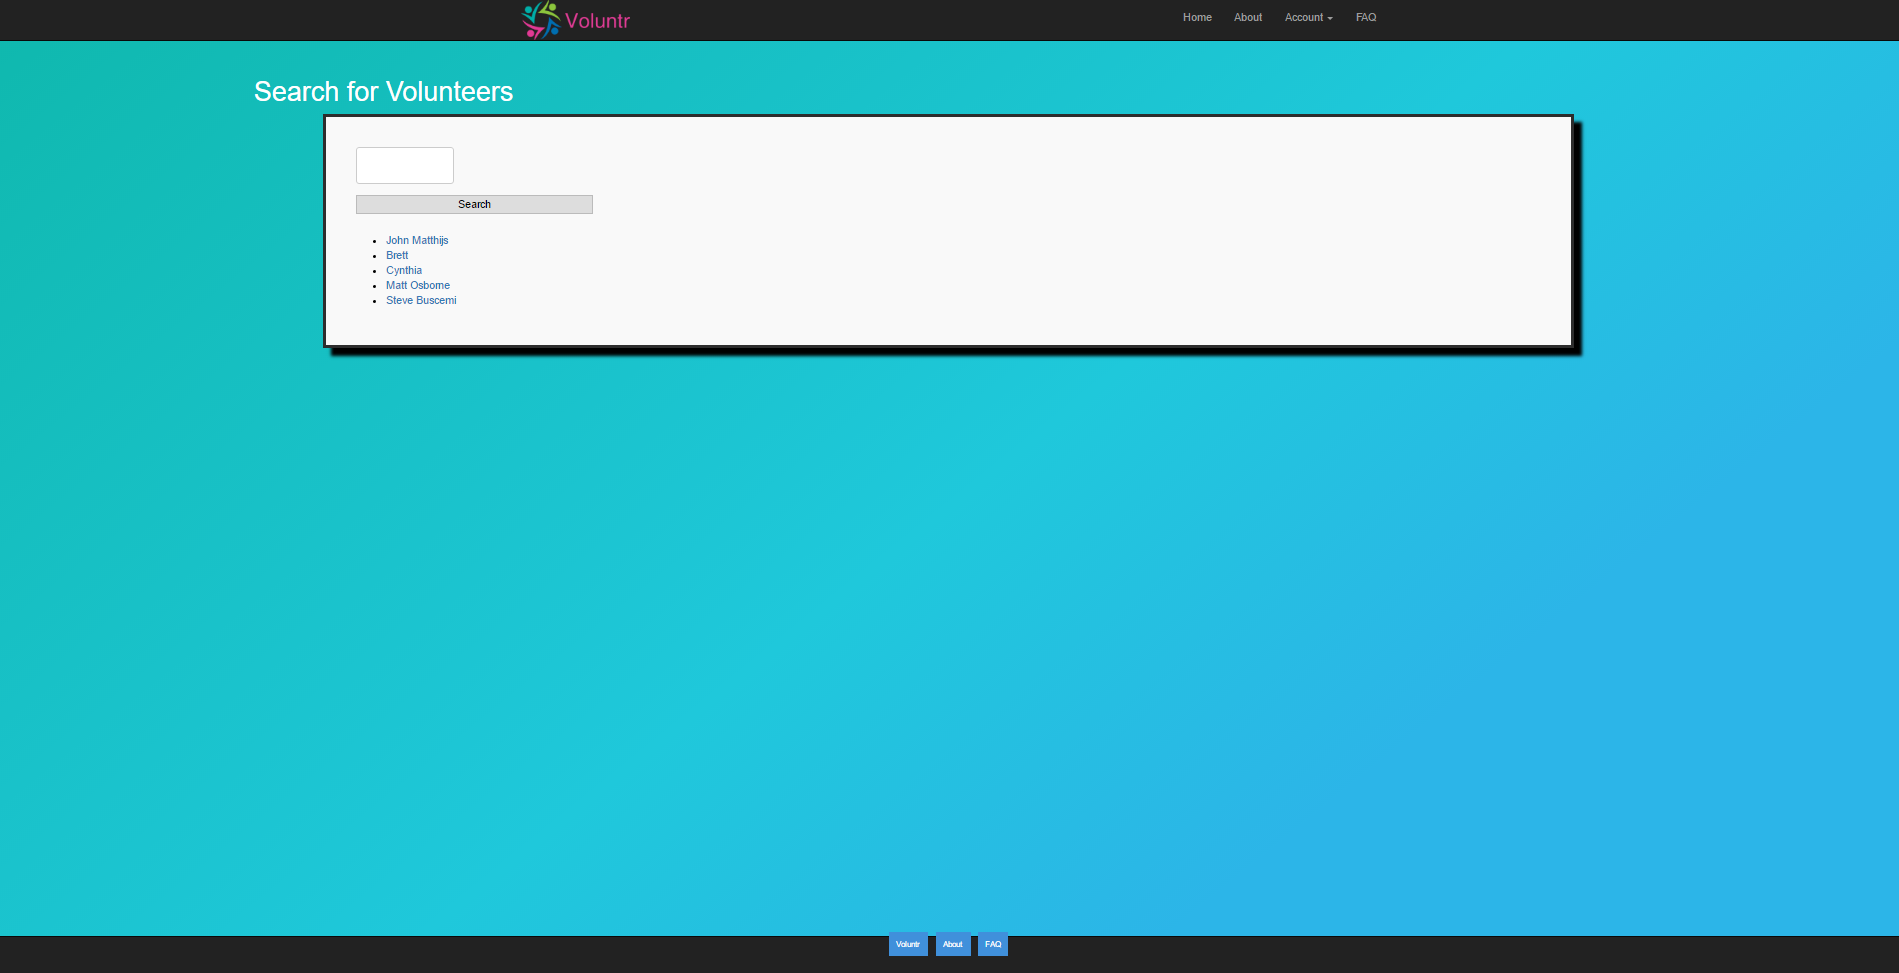 Voluntr
Home About Account FAQ
Search for Volunteers
Search
John Matthijs
Brett
Cynthia
Matt Osborne
Steve Buscemi
Voluntr About FAQ